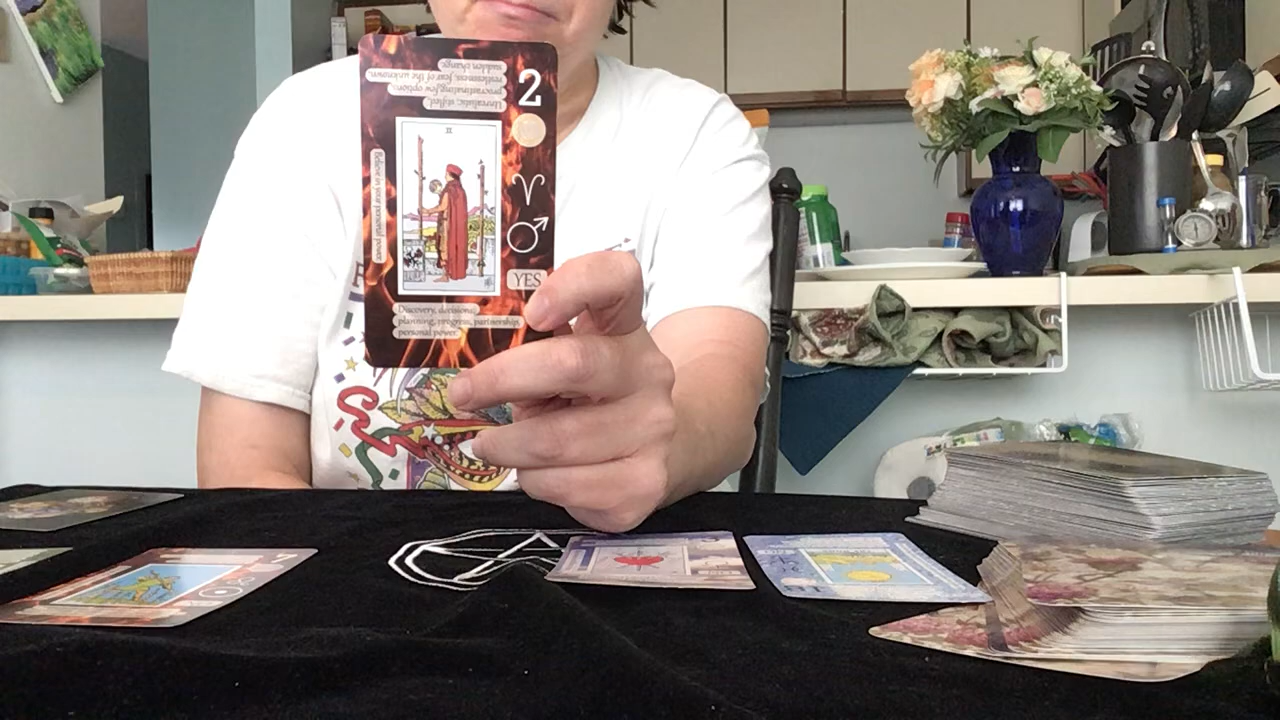 Unrealistic, stifled,
procrastinating, few options,
restlessness, fear of the unknown,
sudden change.
2
II
Believe in your personal power
YES
Discovery, decisions,
planning, progress, partnership,
personal power.